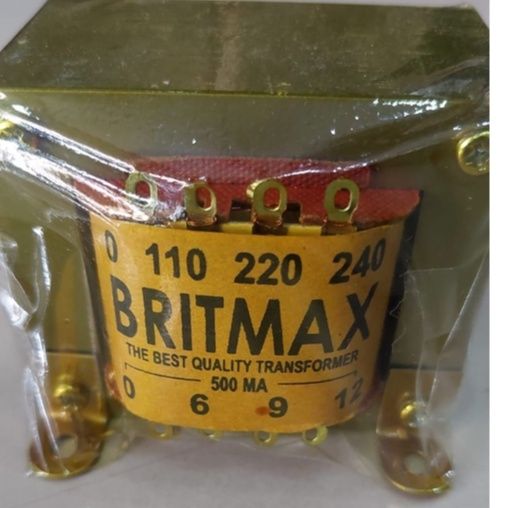 0 110 220 240
BRITMAX
THE BEST QUALITY TRANSFORMER
500 MA
0 6 9 12